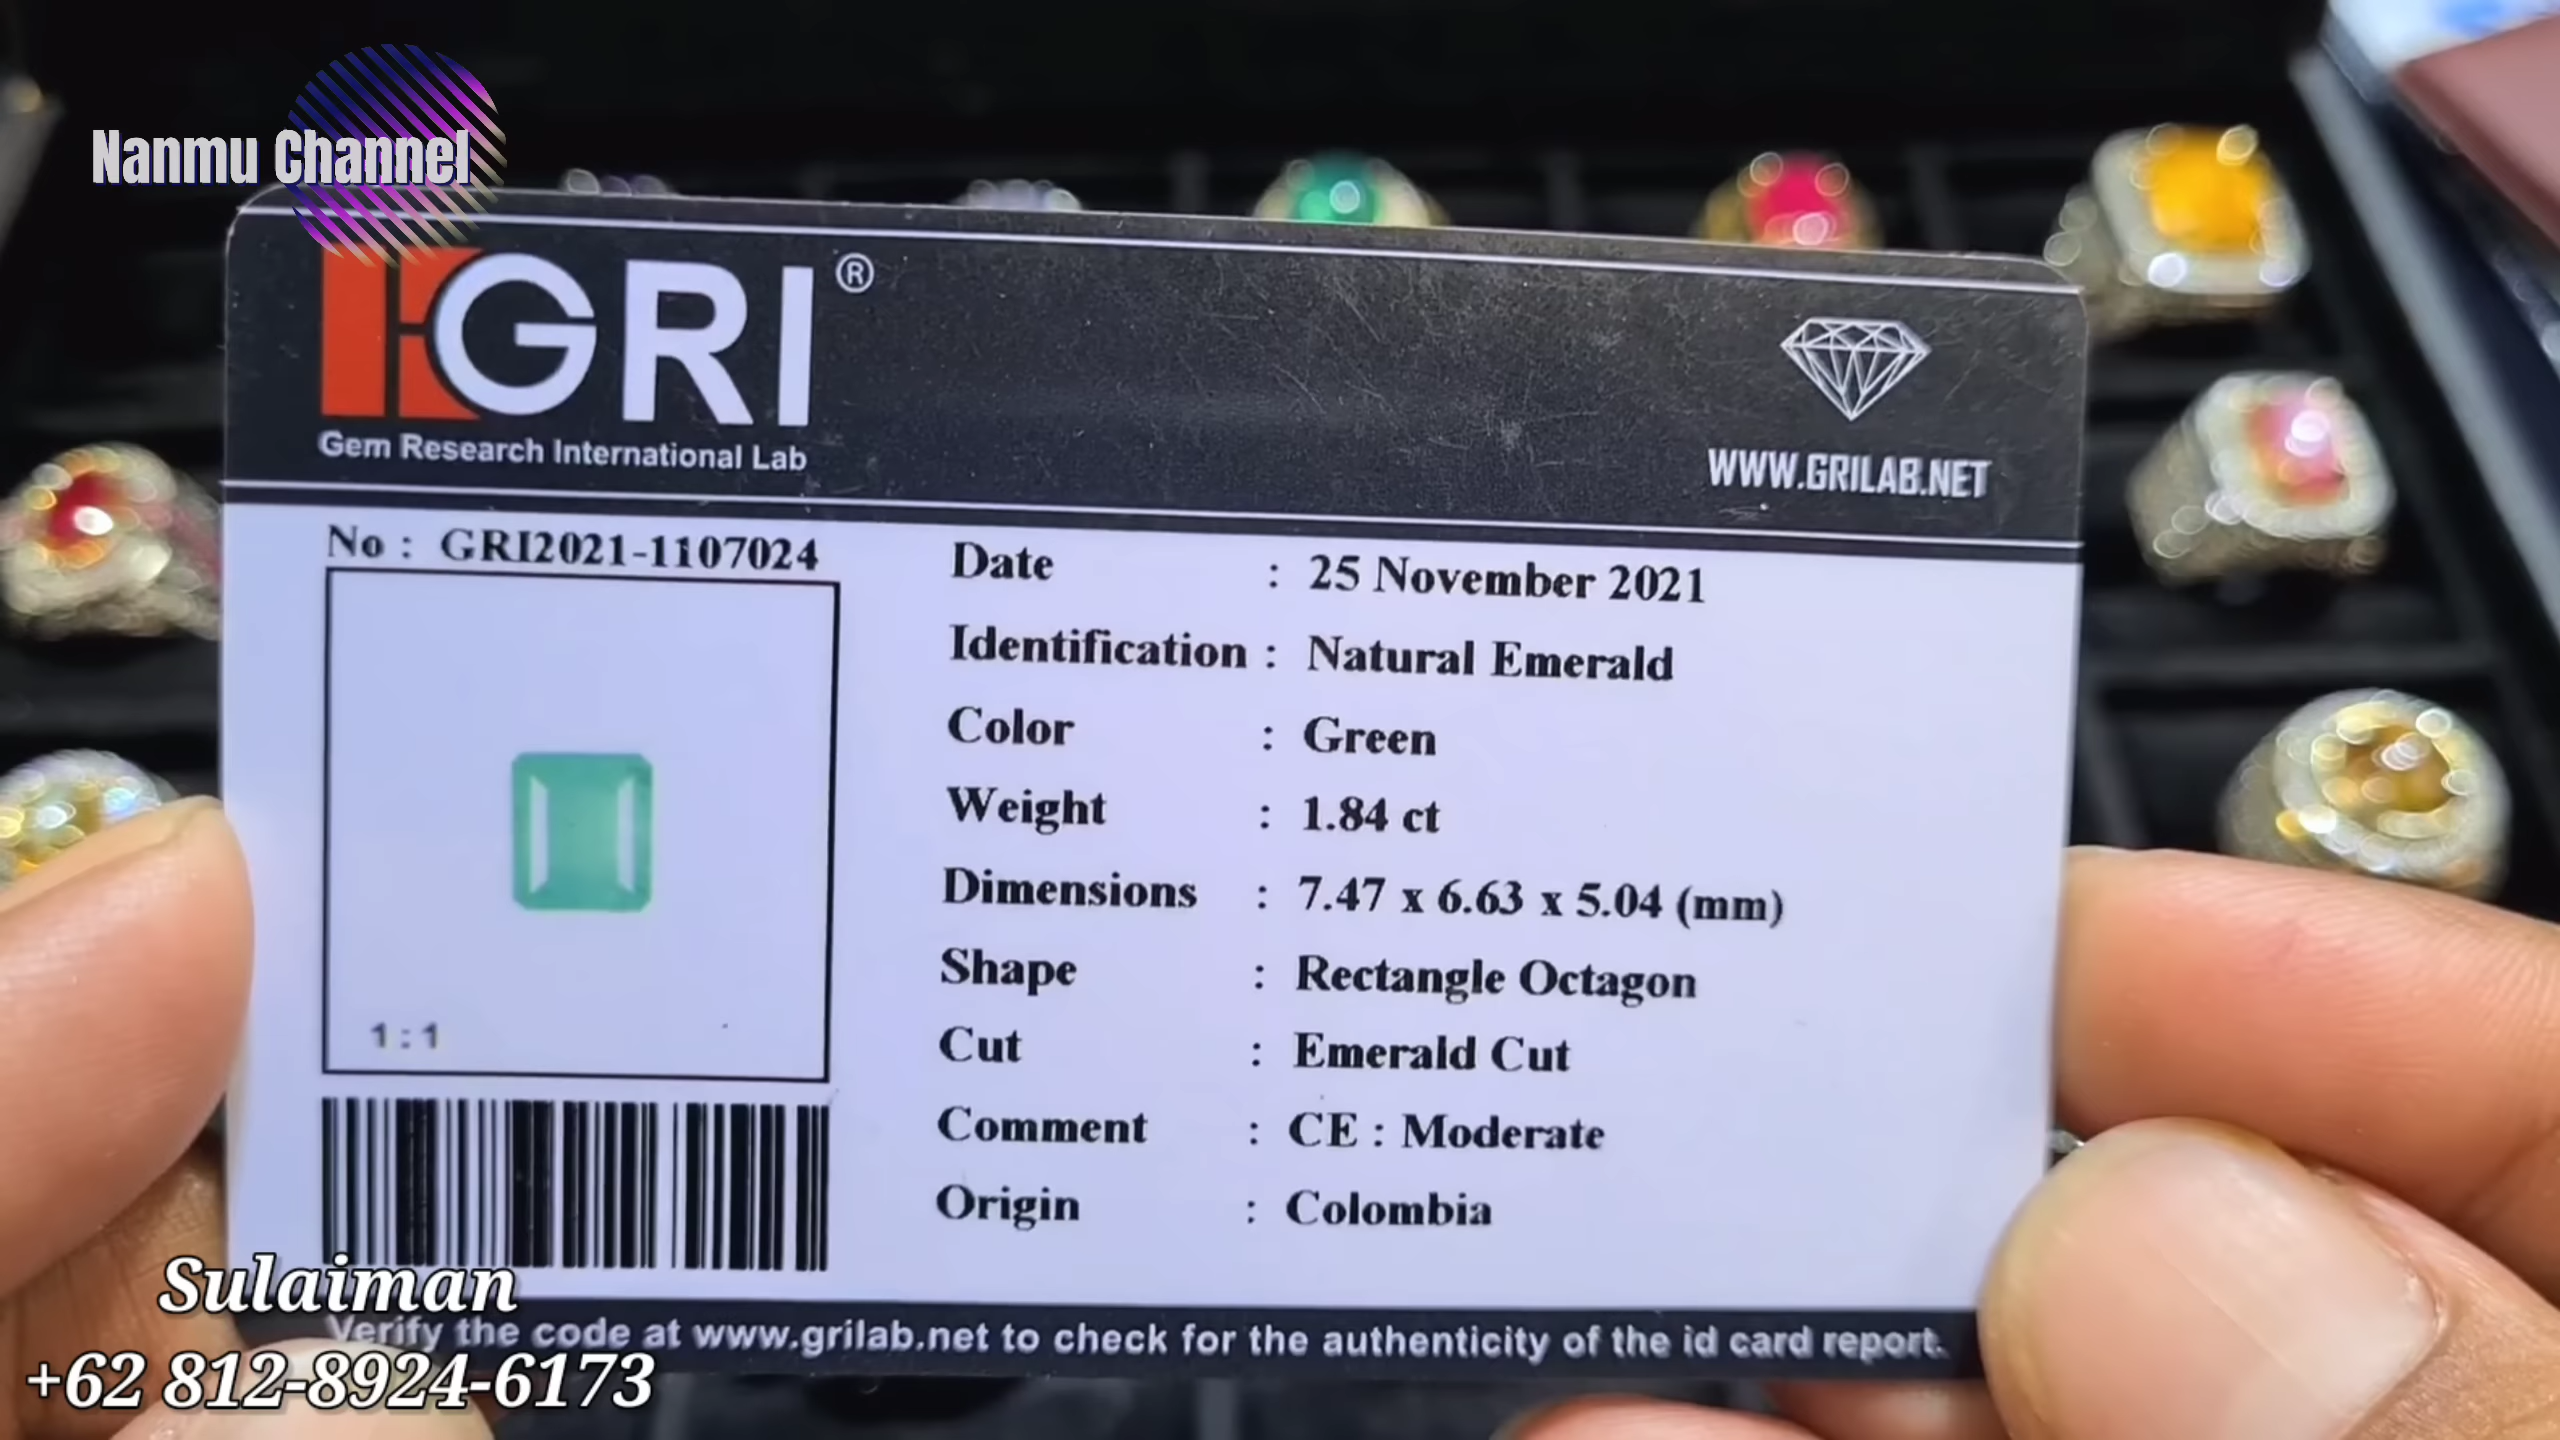 Nanmu Channel
GRI®
Gem Research International Lab
WWW.GRILAB.NET
No : GRI2021-1107024
1 : 1
Date : 25 November 2021
Identification : Natural Emerald
Color : Green
Weight : 1.84 ct
Dimensions : 7.47 x 6.63 x 5.04 (mm)
Shape : Rectangle Octagon
Cut : Emerald Cut
Comment : CE : Moderate
Origin : Colombia
Verify the code at www.grilab.net to check for the authenticity of the id card report.
Sulaiman
+62 812-8924-6173